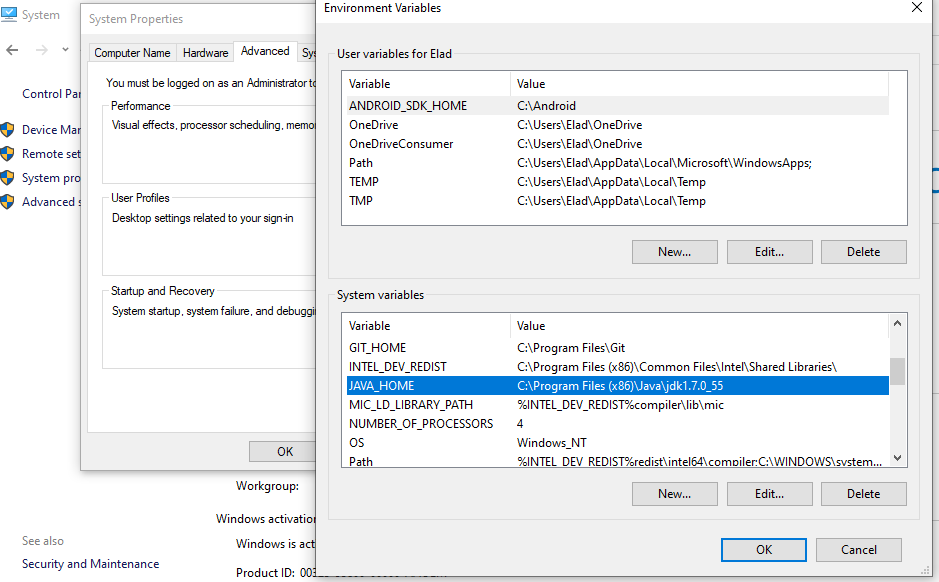 System
System Properties
Environment Variables
Computer Name
Hardware
Advanced
Sys
Control Par
You must be logged on as an Administrator to
Performance
Visual effects, processor scheduling, memor
Device Mar
Remote set
System pro
Advanced s
User Profiles
Desktop settings related to your sign-in
Startup and Recovery
System startup, system failure, and debuggi
OK
Workgroup:
Windows activation
See also
Windows is act
Security and Maintenance
Product ID:
User variables for Elad
Variable Value
ANDROID_SDK_HOME C:\Android
OneDrive C:\Users\Elad\OneDrive
OneDriveConsumer C:\Users\Elad\OneDrive
Path C:\Users\Elad\AppData\Local\Microsoft\WindowsApps;
TEMP C:\Users\Elad\AppData\Local\Temp
TMP C:\Users\Elad\AppData\Local\Temp
New... Edit... Delete
System variables
Variable Value
GIT_HOME C:\Program Files\Git
INTEL_DEV_REDIST C:\Program Files (x86)\Common Files\Intel\Shared Libraries\
JAVA_HOME C:\Program Files (x86)\Java\jdk1.7.0_55
MIC_LD_LIBRARY_PATH %INTEL_DEV_REDIST%compiler\lib\mic
NUMBER_OF_PROCESSORS 4
OS Windows_NT
Path %INTEL_DEV_REDIST%redist\intel64\compiler;C:\WINDOWS\system...
New... Edit... Delete
OK Cancel